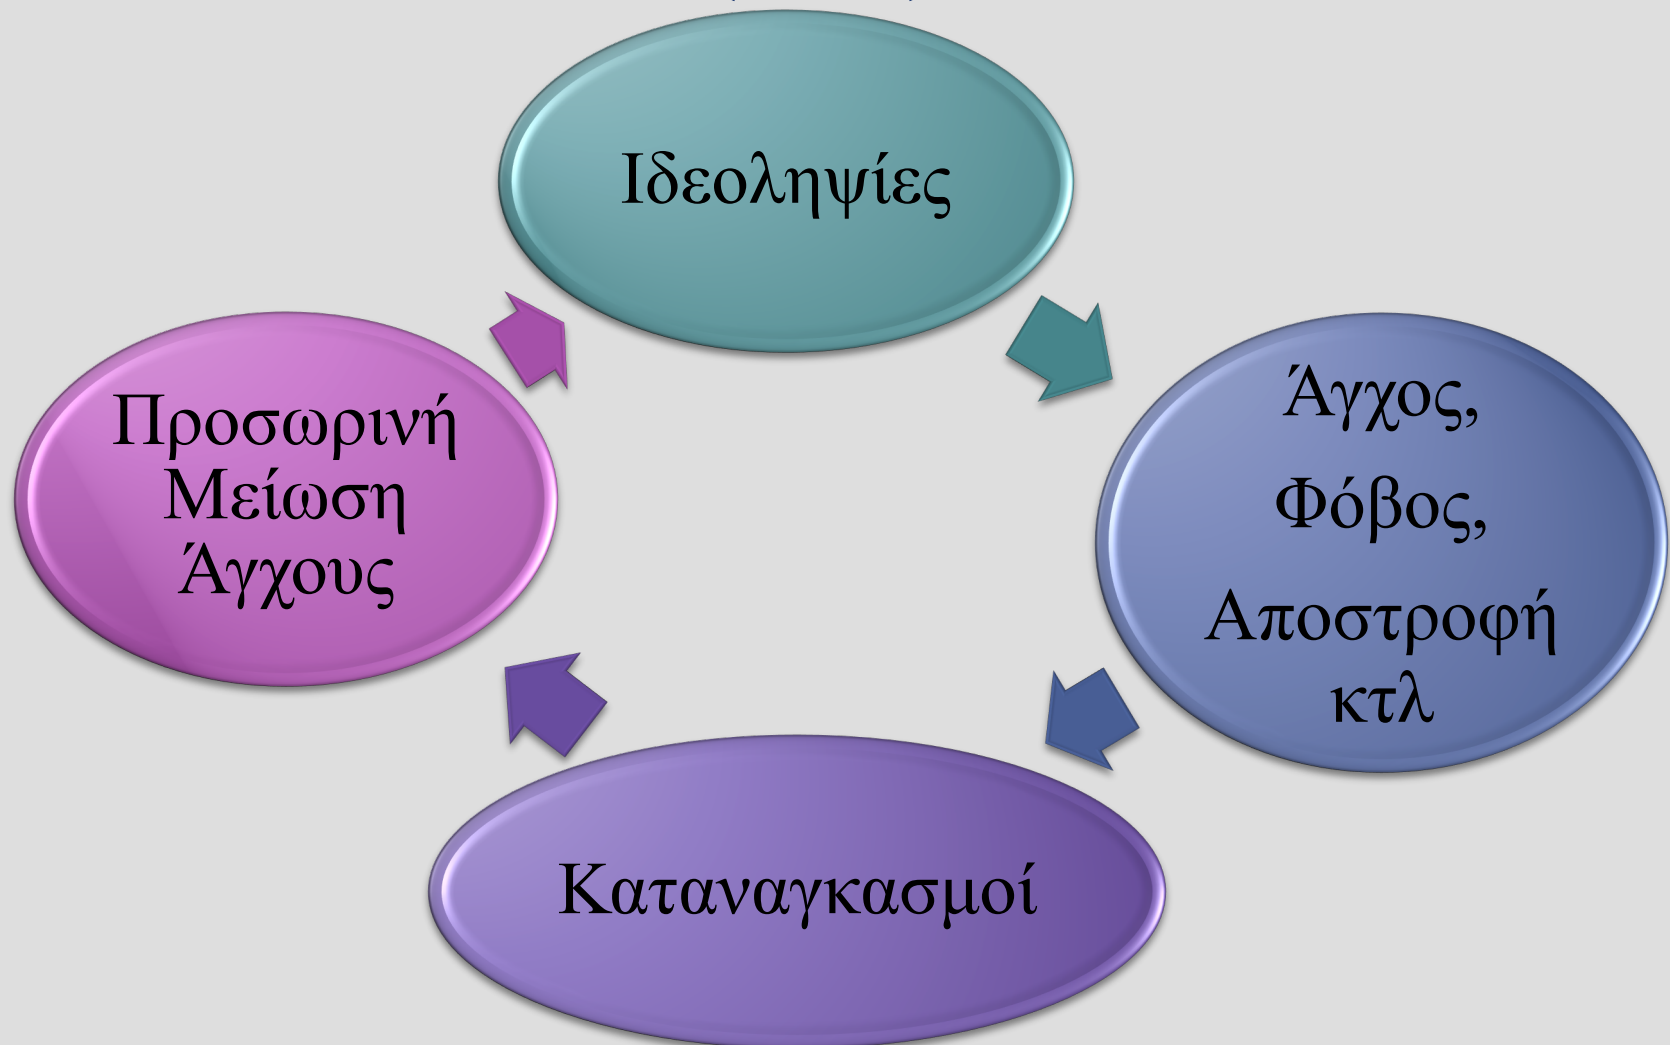 Ιδεοληψίες
Άγχος,
Φόβος,
Αποστροφή
κτλ
Καταναγκασμοί
Προσωρινή
Μείωση
Άγχους